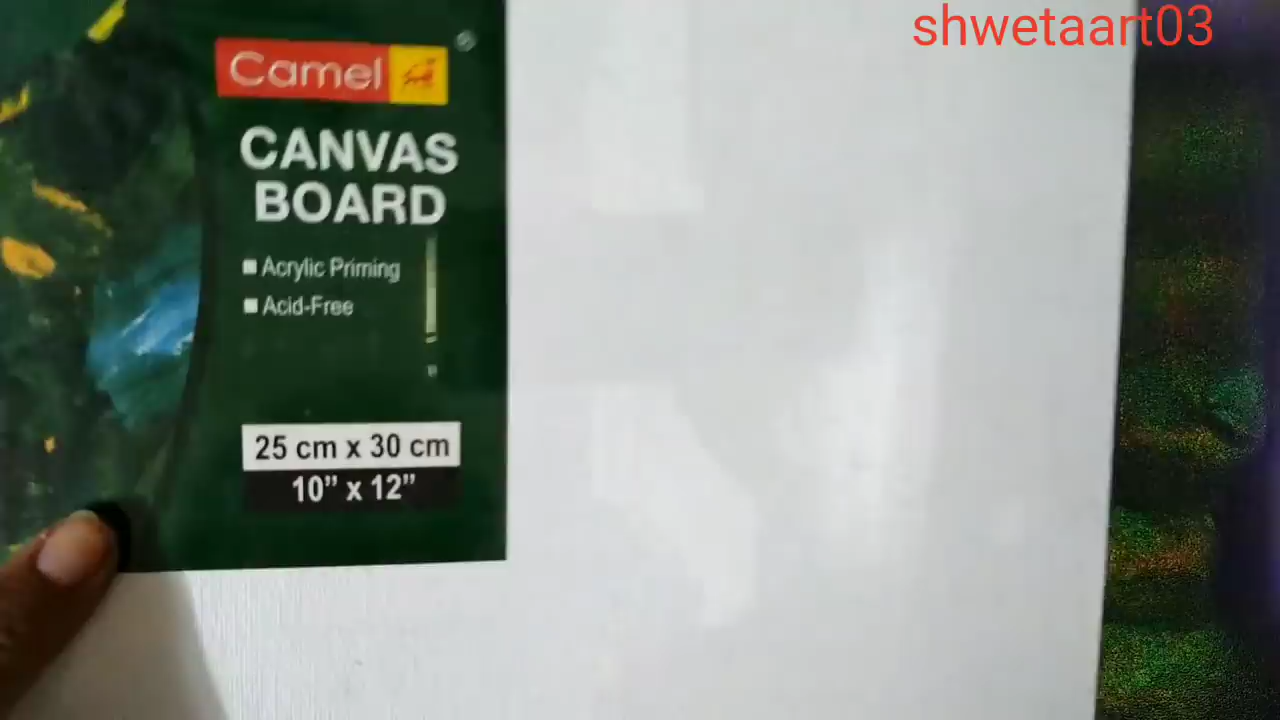 shwetaart03
Camel
CANVAS
BOARD
Acrylic Priming
Acid-Free
25 cm x 30 cm
10” x 12”